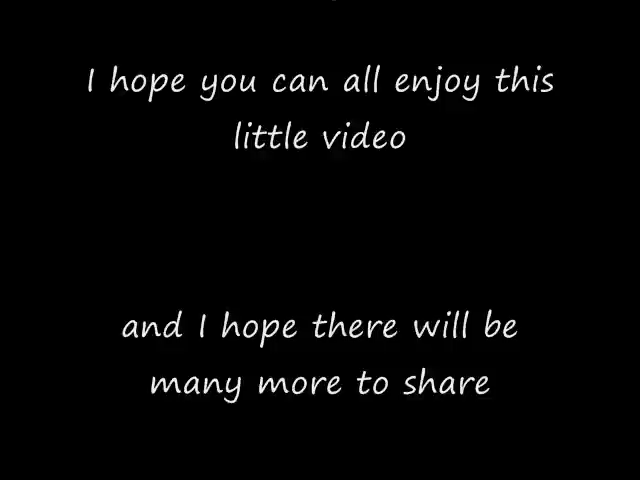 I hope you can all enjoy this
little video
and I hope there will be
many more to share